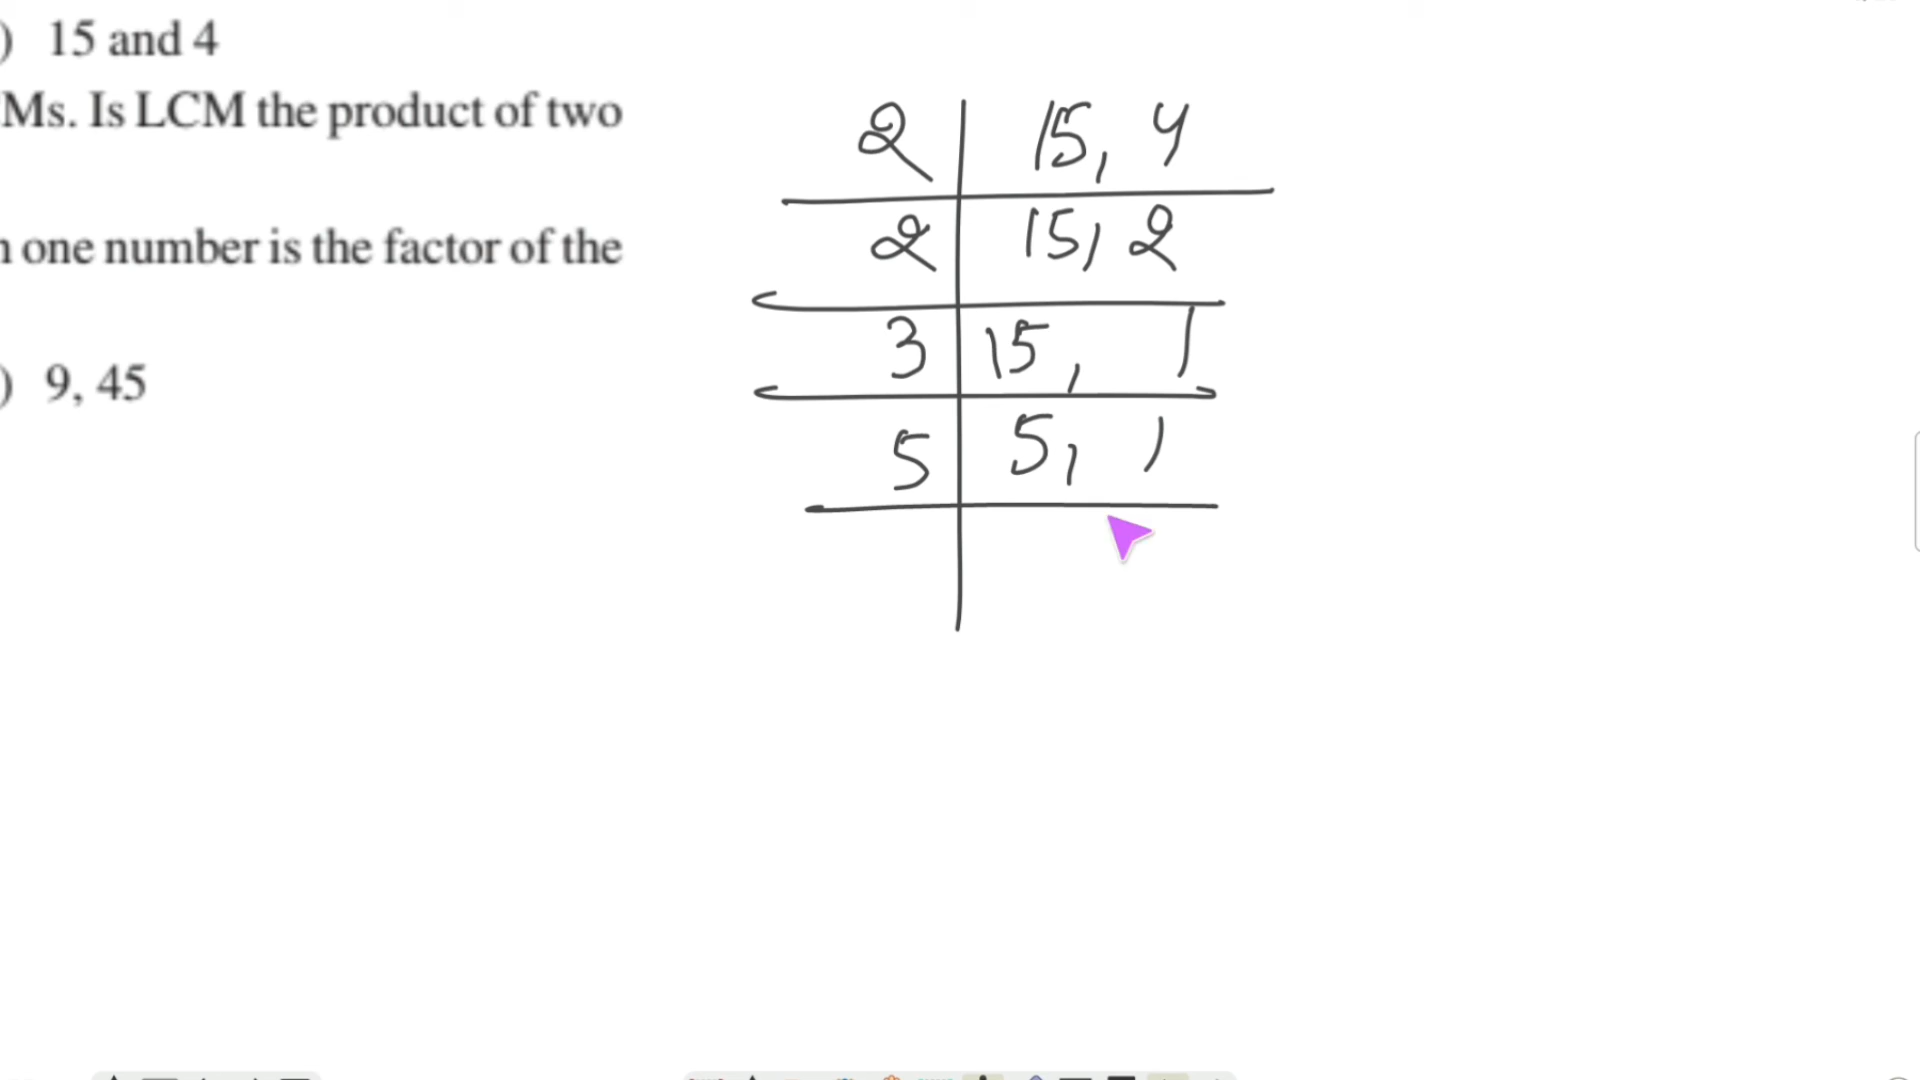 ) 15 and 4
Ms. Is LCM the product of two
one number is the factor of the
) 9, 45
2 | 15, 4
2 | 15, 2
3 | 15, 1
5 | 5, 1